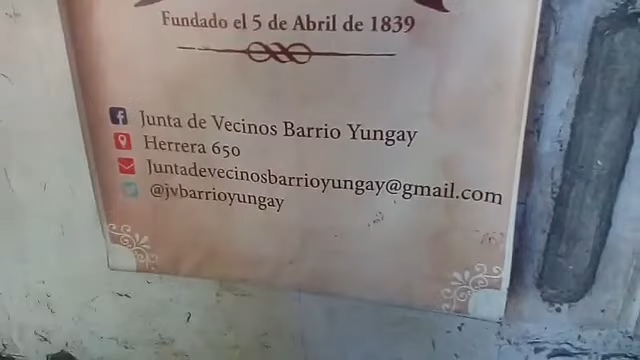 Fundado el 5 de Abril de 1839
Junta de Vecinos Barrio Yungay
Herrera 650
Juntadevecinosbarrioyungay@gmail.com
@jvbarrioyungay